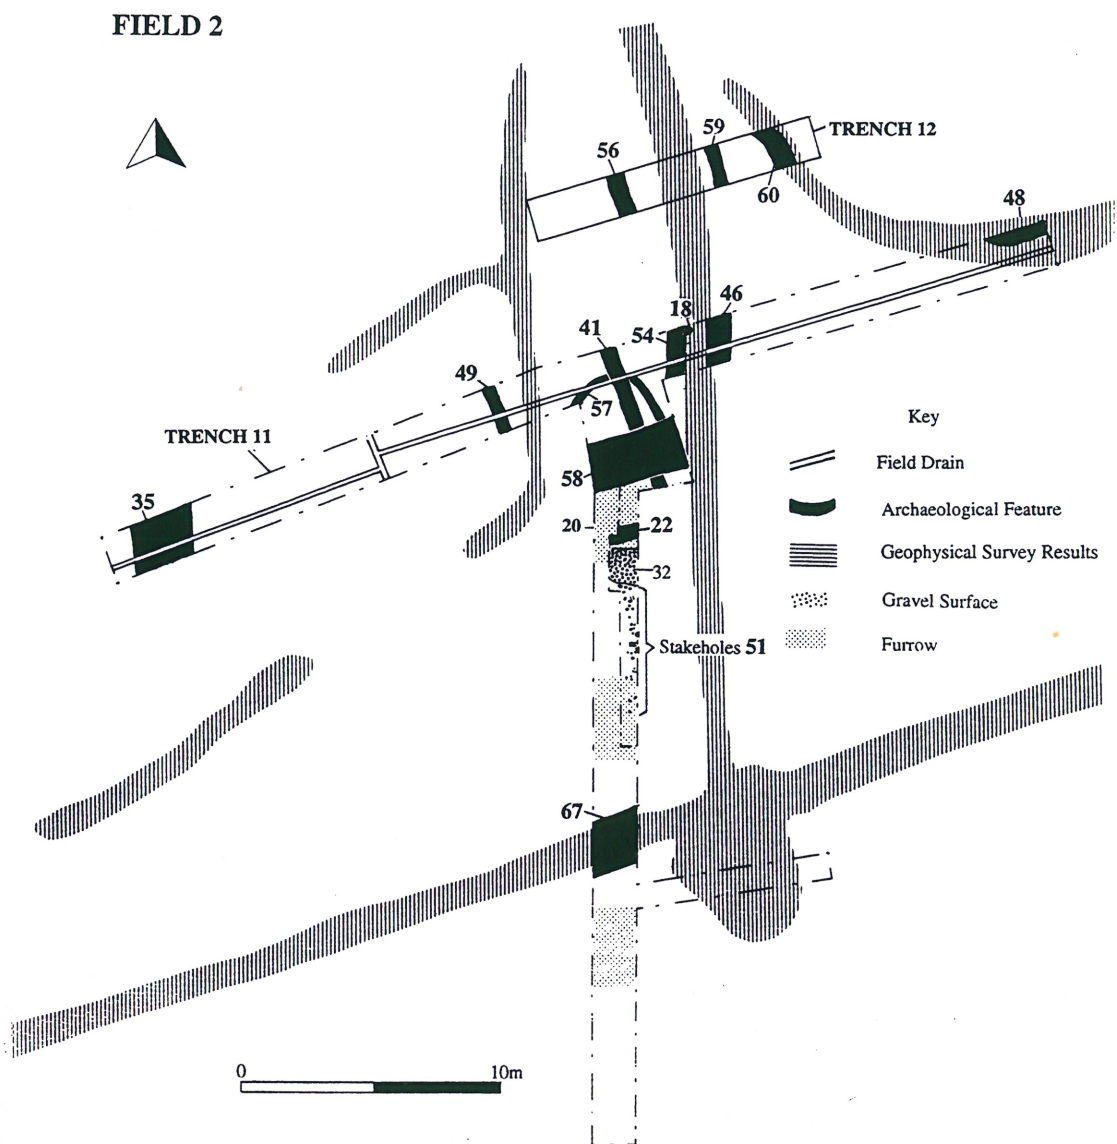 FIELD 2
TRENCH 12
59
56
60
48
46
18
54
41
49
57
TRENCH 11
58
35
20
22
32
Stakeholes 51
67
Key
Field Drain
Archaeological Feature
Geophysical Survey Results
Gravel Surface
Furrow
0
10m